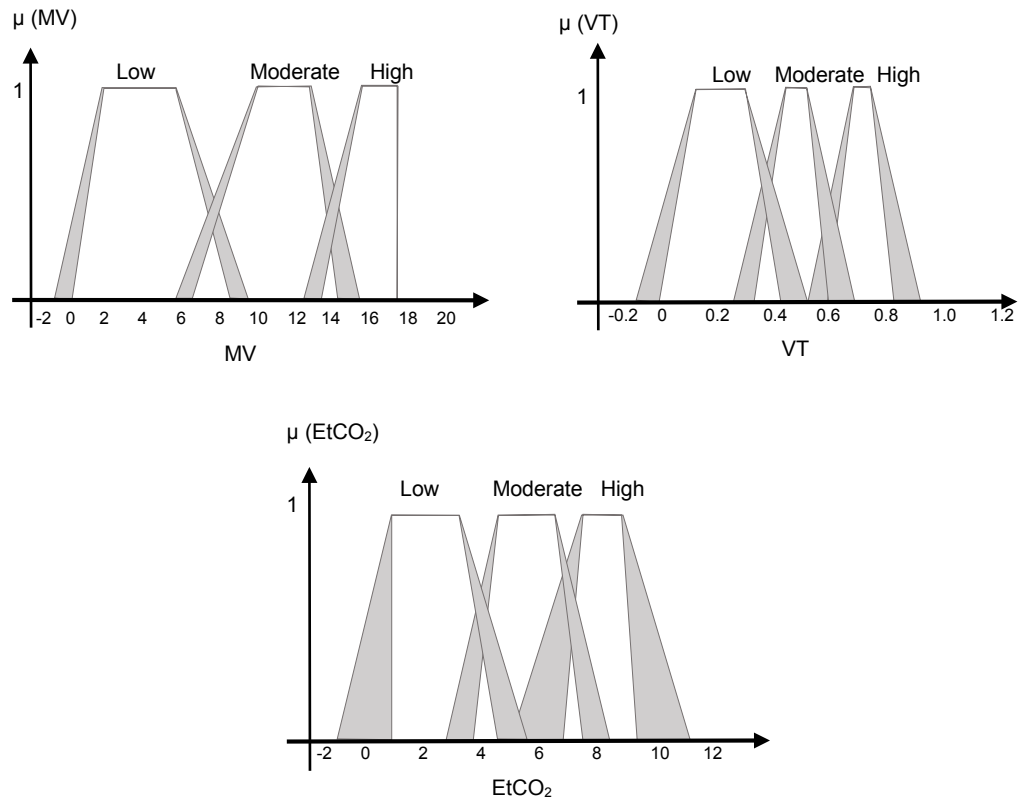 μ (MV)
Low Moderate High
1
-2 0 2 4 6 8 10 12 14 16 18 20
MV
μ (VT)
Low Moderate High
1
-0.2 0 0.2 0.4 0.6 0.8 1.0 1.2
VT
μ (EtCO₂)
Low Moderate High
1
-2 0 2 4 6 8 10 12
EtCO₂